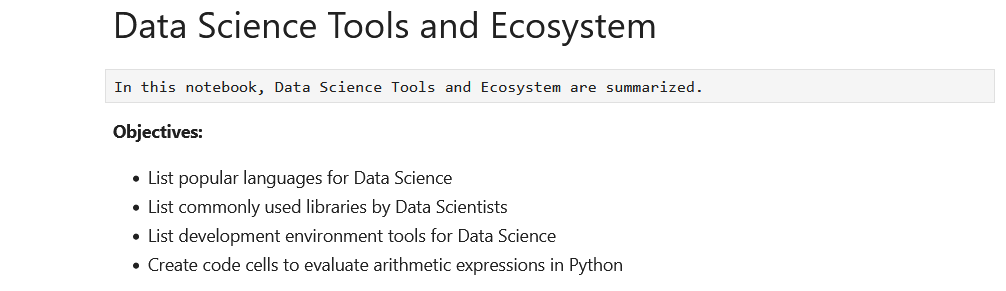 Data Science Tools and Ecosystem
In this notebook, Data Science Tools and Ecosystem are summarized.
Objectives:
• List popular languages for Data Science
• List commonly used libraries by Data Scientists
• List development environment tools for Data Science
• Create code cells to evaluate arithmetic expressions in Python